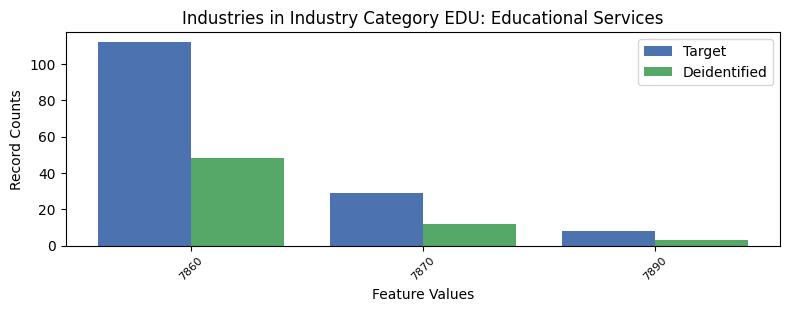 Industries in Industry Category EDU: Educational Services
Target
Deidentified
Record Counts
100
80
60
40
20
0
7860
7870
7890
Feature Values